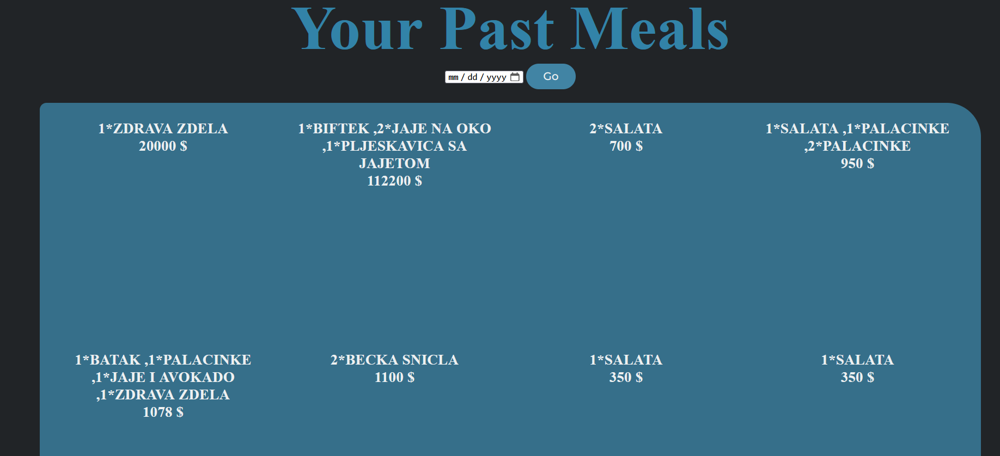 Your Past Meals
mm / dd / yyyy
Go
1*ZDRAVA ZDELA
20000 $
1*BIFTEK ,2*JAJE NA OKO
,1*PLJESKAVICA SA
JAJETOM
112200 $
2*SALATA
700 $
1*SALATA ,1*PALACINKE
,2*PALACINKE
950 $
1*BATAK ,1*PALACINKE
,1*JAJE I AVOKADO
,1*ZDRAVA ZDELA
1078 $
2*BECKA SNICLA
1100 $
1*SALATA
350 $
1*SALATA
350 $